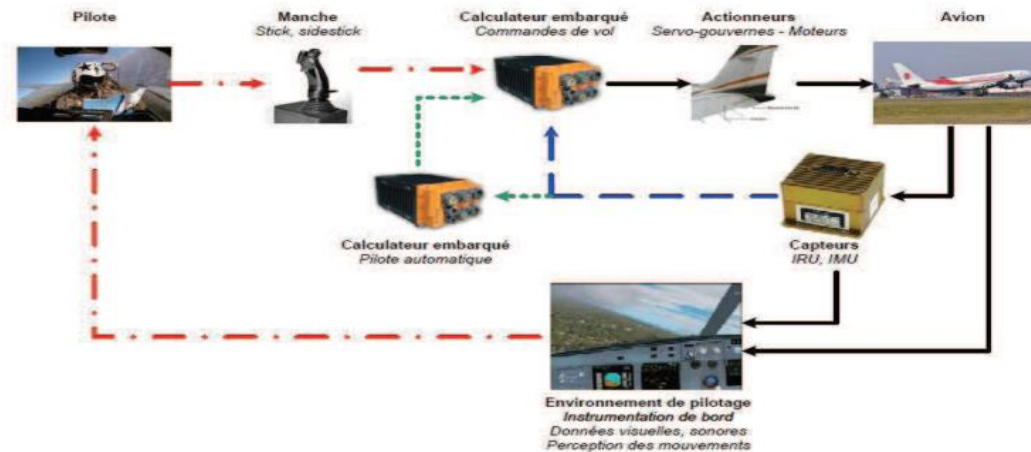 Pilote
Manche
Stick, sidestick
Calculateur embarqué
Commandes de vol
Actionneurs
Servo-gouvernes - Moteurs
Avion
Calculateur embarqué
Pilote automatique
Capteurs
IRU, IMU
Environnement de pilotage
Instrumentation de bord
Données visuelles, sonores
Perception des mouvements